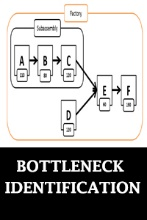 Factory
Subassembly
A
B
C
D
E
F
BOTTLENECK
IDENTIFICATION